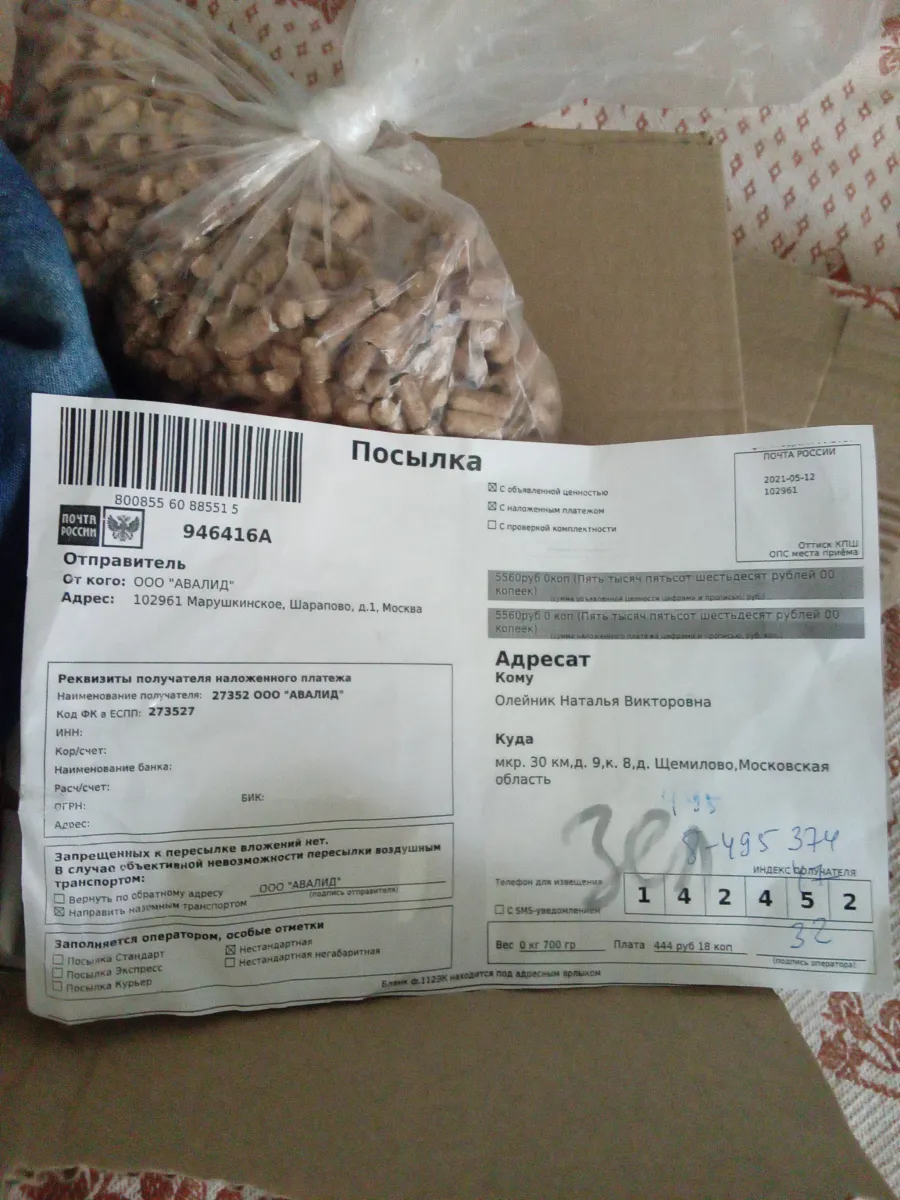 800855 60 88551 5
ПОЧТА
РОССИИ
946416А
Посылка
☒ С объявленной ценностью
☒ С наложенным платежом
☐ С проверкой комплектности
ПОЧТА РОССИИ
2021-05-12
102961
Оттиск КПШ
ОПС места приёма
Отправитель
От кого: ООО "АВАЛИД"
Адрес: 102961 Марушкинское, Шарапово, д.1, Москва
5560руб 0коп (Пять тысяч пятьсот шестьдесят рублей 00
копеек)
(сумма объявленной ценности цифрами и прописью, руб.)
5560руб 0 коп (Пять тысяч пятьсот шестьдесят рублей 00
копеек)
(сумма наложенного платежа цифрами и прописью, руб. коп.)
Реквизиты получателя наложенного платежа
Наименование получателя: 27352 ООО "АВАЛИД"
Код ФК в ЕСПП: 273527
ИНН:
Кор/счет:
Наименование банка:
Расч/счет:
БИК:
ОГРН:
Адрес:
Адресат
Кому
Олейник Наталья Викторовна
Куда
мкр. 30 км,д. 9,к. 8,д. Щемилово,Московская
область
495
8-495 374
Зел
ИНДЕКС ПОЛУЧАТЕЛЯ
Телефон для извещения
1 4 2 4 5 2
☐ С SMS-уведомлением
32
Вес 0 кг 700 гр Плата 444 руб 18 коп
(подпись оператора)
Запрещенных к пересылке вложений нет.
В случае объективной невозможности пересылки воздушным
транспортом:
☐ Вернуть по обратному адресу
ООО "АВАЛИД"
(подпись отправителя)
☒ Направить наземным транспортом
Заполняется оператором, особые отметки
☐ Посылка Стандарт
☒ Нестандартная
☐ Посылка Экспресс
☐ Нестандартная негабаритная
☐ Посылка Курьер
Бланк ф.112ЭК находится под адресным ярлыком